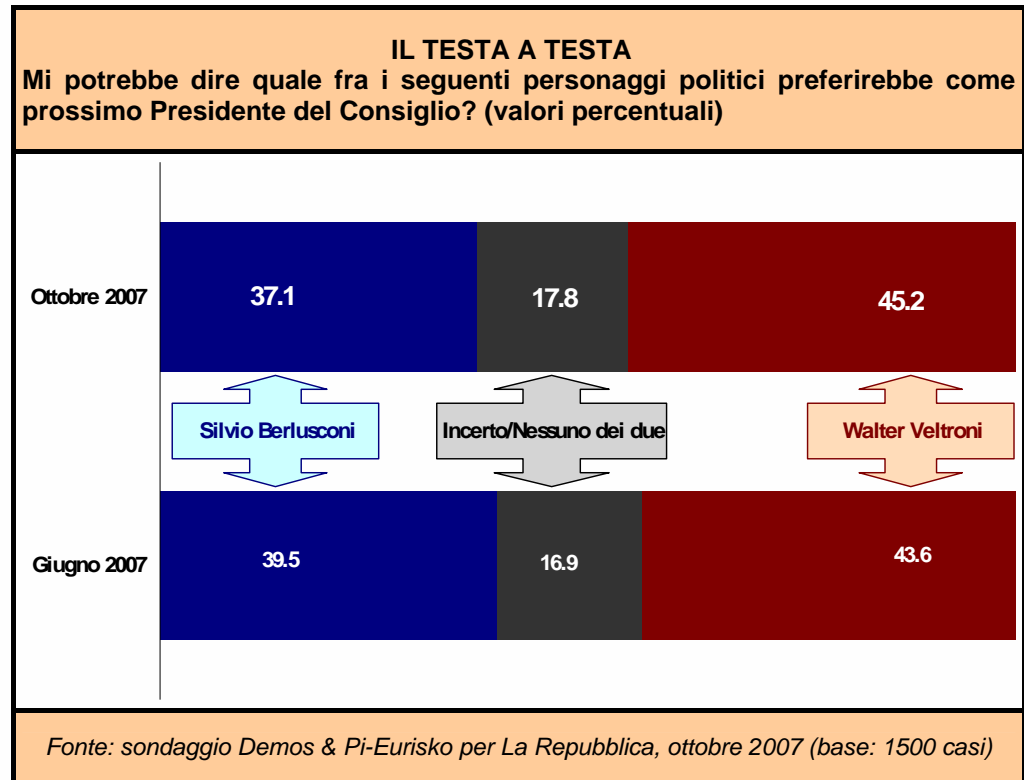 IL TESTA A TESTA
Mi potrebbe dire quale fra i seguenti personaggi politici preferirebbe come
prossimo Presidente del Consiglio? (valori percentuali)
Ottobre 2007
37.1
17.8
45.2
Silvio Berlusconi
Incerto/Nessuno dei due
Walter Veltroni
Giugno 2007
39.5
16.9
43.6
Fonte: sondaggio Demos & Pi-Eurisko per La Repubblica, ottobre 2007 (base: 1500 casi)